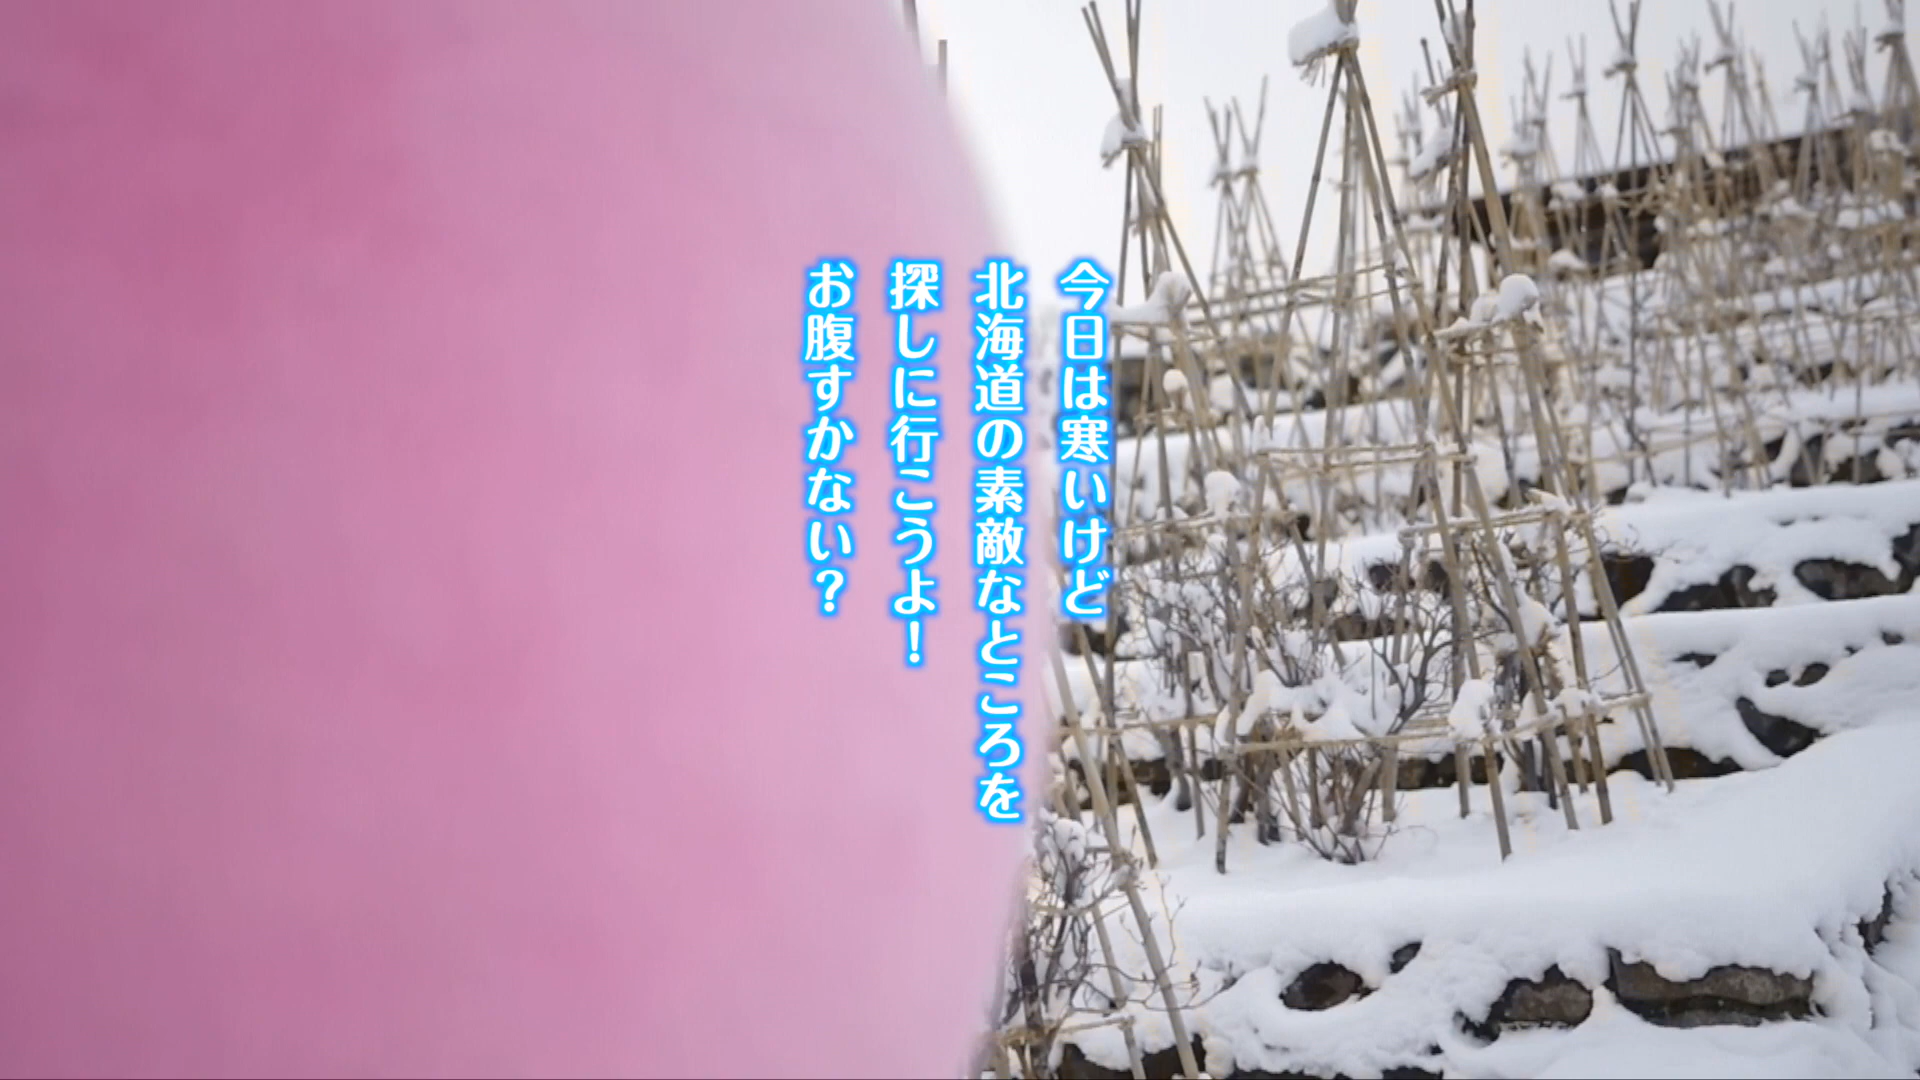 今日は寒いけど
北海道の素敵なところを
探しに行こうよ！
お腹すかない？